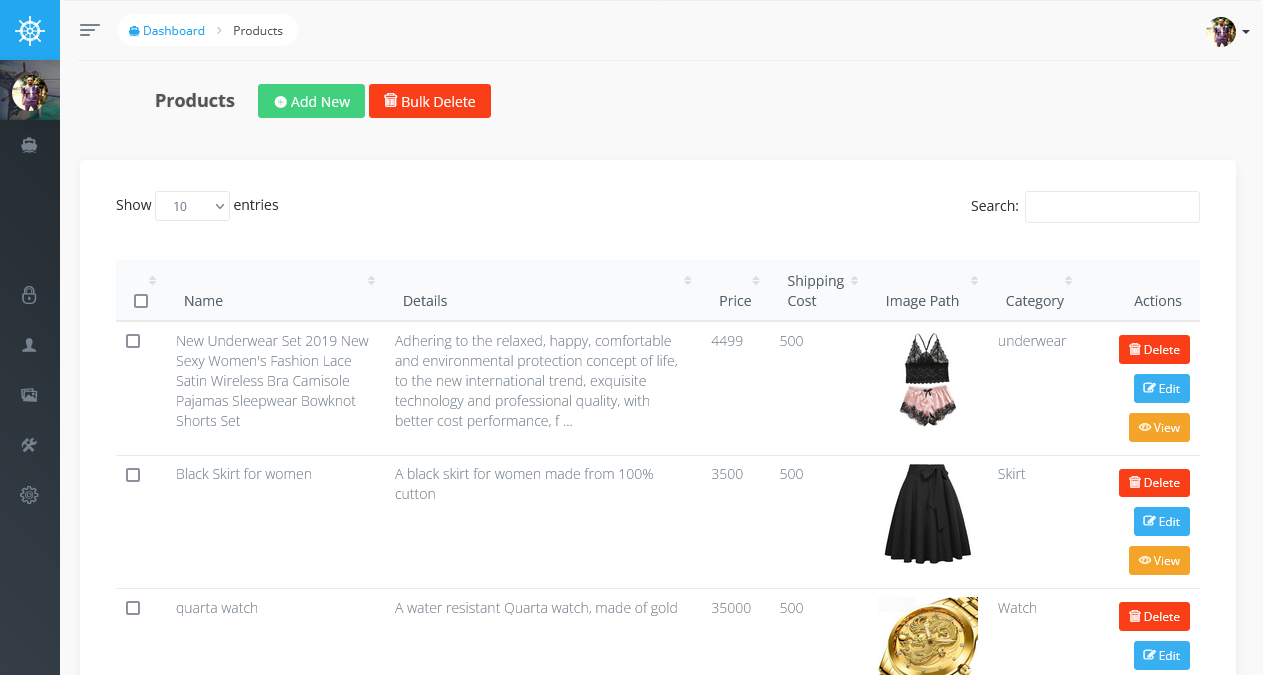 Dashboard > Products
Products
Add New
Bulk Delete
Show 10 entries
Search:
Name
Details
Price
Shipping
Cost
Image Path
Category
Actions
New Underwear Set 2019 New
Sexy Women's Fashion Lace
Satin Wireless Bra Camisole
Pajamas Sleepwear Bowknot
Shorts Set
Adhering to the relaxed, happy, comfortable
and environmental protection concept of life,
to the new international trend, exquisite
technology and professional quality, with
better cost performance, f ...
4499
500
underwear
Delete
Edit
View
Black Skirt for women
A black skirt for women made from 100%
cutton
3500
500
Skirt
Delete
Edit
View
quarta watch
A water resistant Quarta watch, made of gold
35000
500
Watch
Delete
Edit